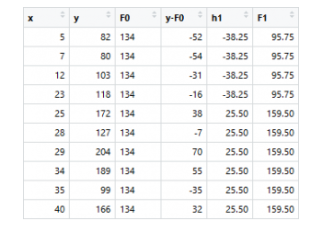 x y F0 y-F0 h1 F1
5 82 134 -52 -38.25 95.75
7 80 134 -54 -38.25 95.75
12 103 134 -31 -38.25 95.75
23 118 134 -16 -38.25 95.75
25 172 134 38 25.50 159.50
28 127 134 -7 25.50 159.50
29 204 134 70 25.50 159.50
34 189 134 55 25.50 159.50
35 99 134 -35 25.50 159.50
40 166 134 32 25.50 159.50